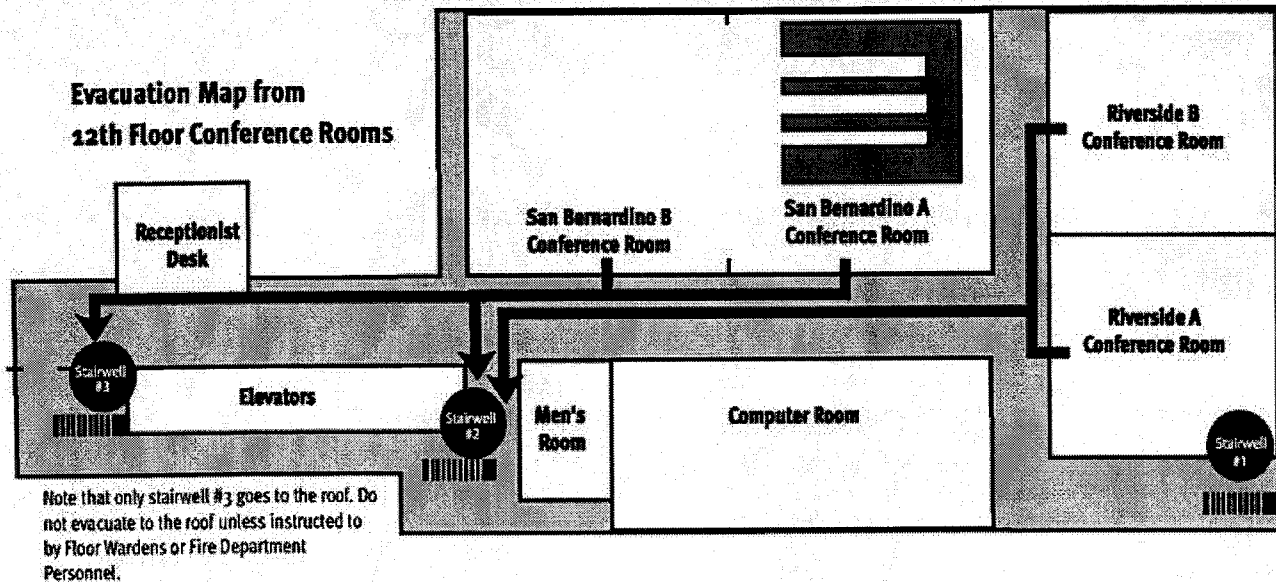 Evacuation Map from
12th Floor Conference Rooms
Receptionist
Desk
San Bernardino B
Conference Room
San Bernardino A
Conference Room
Riverside B
Conference Room
Riverside A
Conference Room
Stairwell
#3
Elevators
Stairwell
#2
Men's
Room
Computer Room
Stairwell
#1
Note that only stairwell #3 goes to the roof. Do
not evacuate to the roof unless instructed to
by Floor Wardens or Fire Department
Personnel.